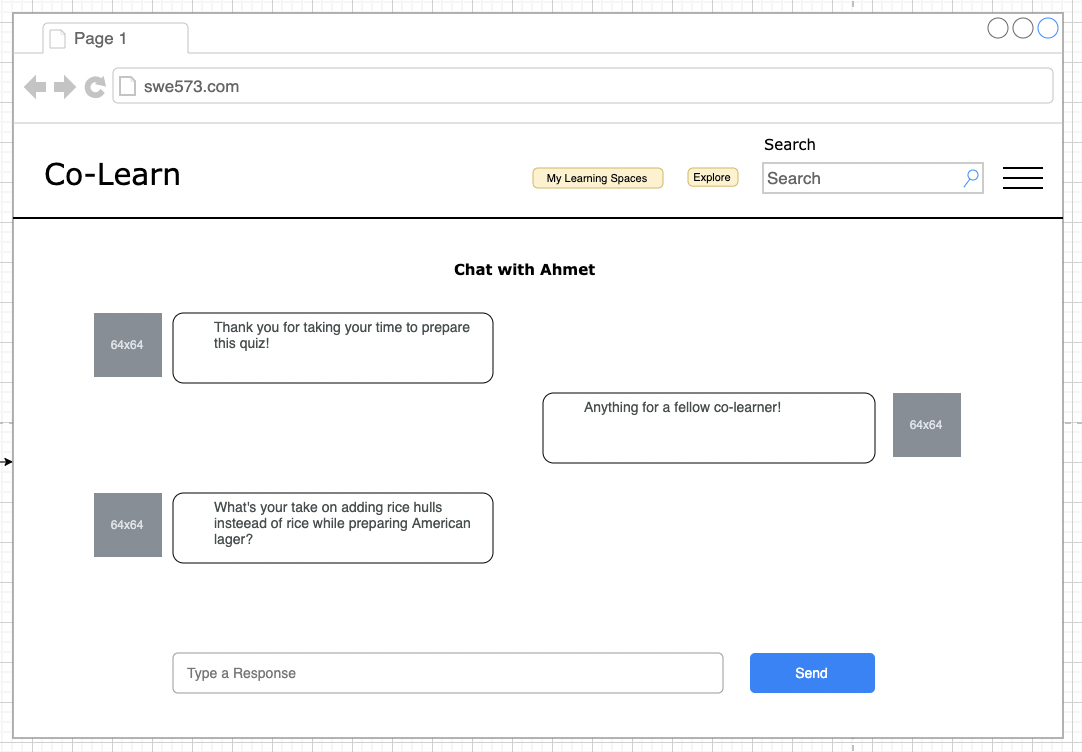 Page 1
swe573.com
Co-Learn
My Learning Spaces
Explore
Search
Search
Chat with Ahmet
64x64
Thank you for taking your time to prepare
this quiz!
Anything for a fellow co-learner!
64x64
64x64
What's your take on adding rice hulls
insteead of rice while preparing American
lager?
Type a Response
Send